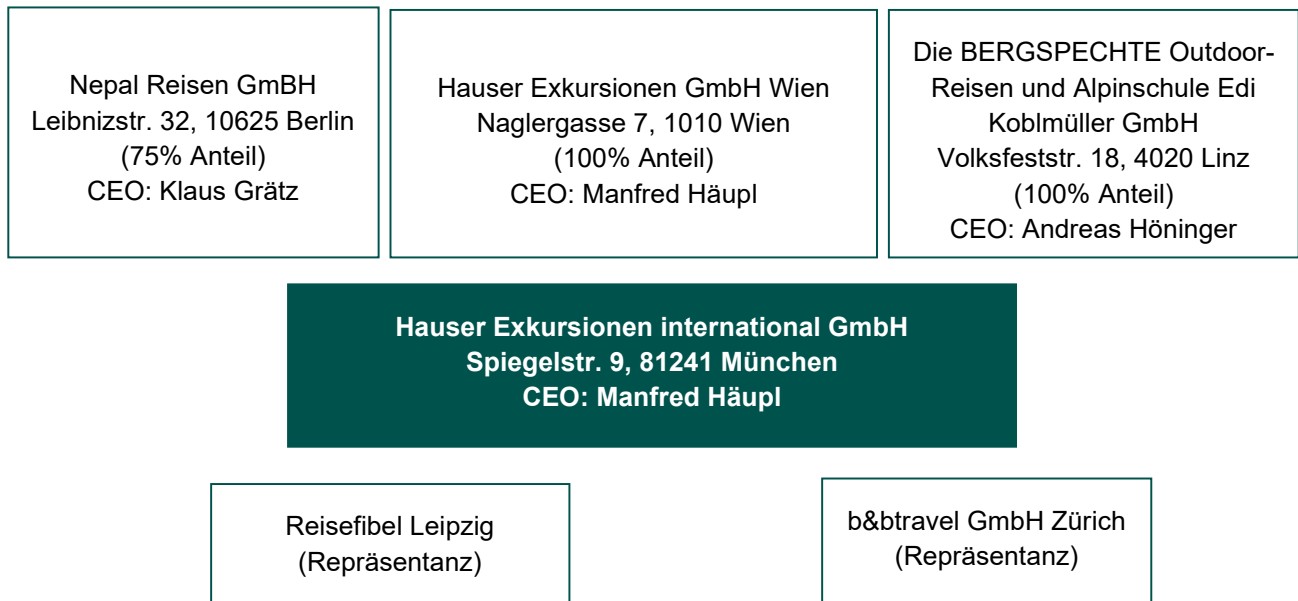 Nepal Reisen GmBH
Leibnizstr. 32, 10625 Berlin
(75% Anteil)
CEO: Klaus Grätz
Hauser Exkursionen GmbH Wien
Naglergasse 7, 1010 Wien
(100% Anteil)
CEO: Manfred Häupl
Die BERGSPECHTE Outdoor-
Reisen und Alpinschule Edi
Koblmüller GmbH
Volksfeststr. 18, 4020 Linz
(100% Anteil)
CEO: Andreas Höninger
Hauser Exkursionen international GmbH
Spiegelstr. 9, 81241 München
CEO: Manfred Häupl
Reisefibel Leipzig
(Repräsentanz)
b&btravel GmbH Zürich
(Repräsentanz)